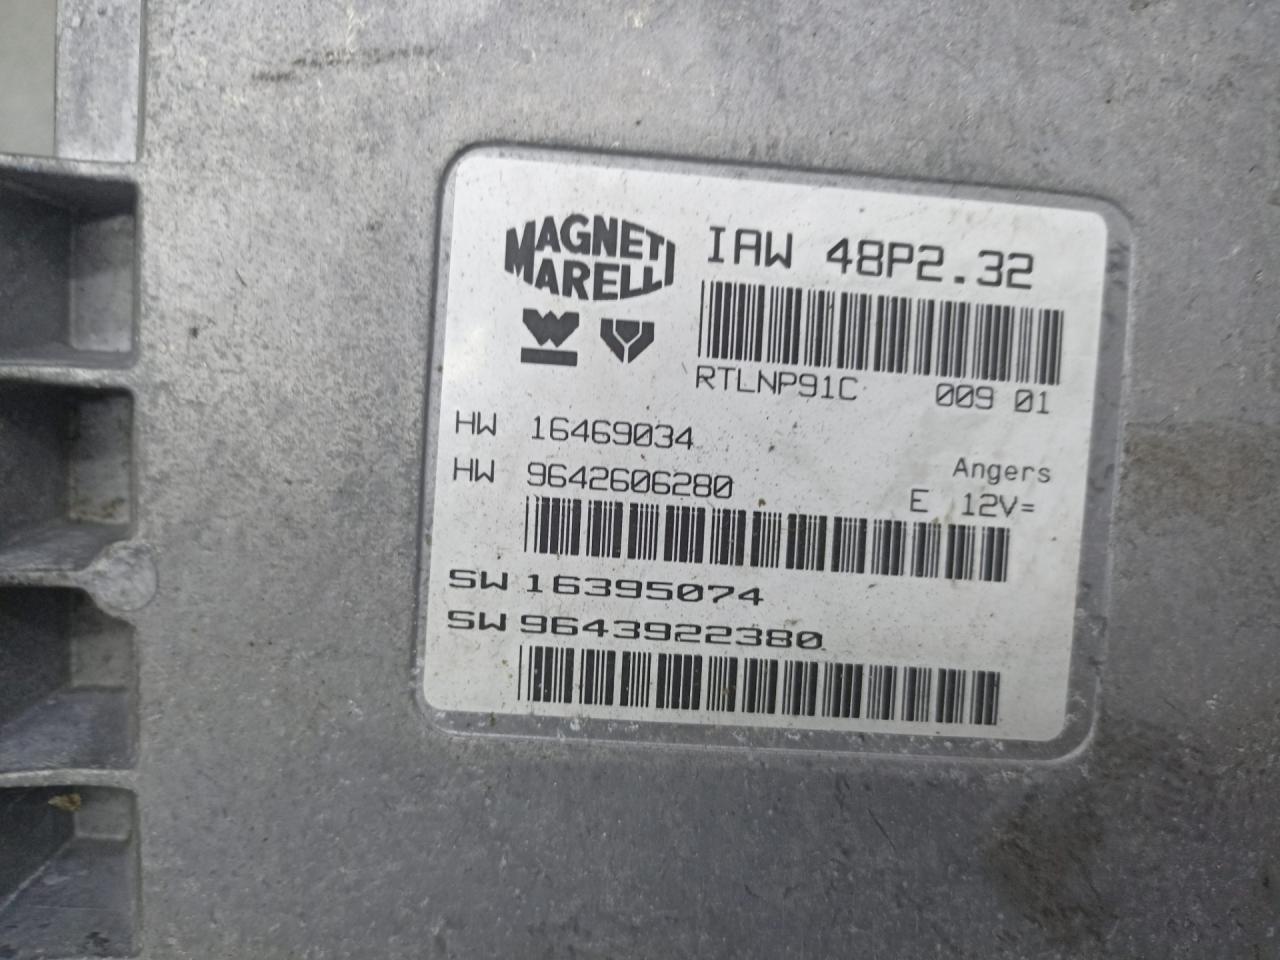 MAGNETI
MARELLI
IAW 48P2.32
RTLNP91C 009 01
HW 16469034
HW 9642606280
Angers
E 12V=
SW 16395074
SW 9643922380